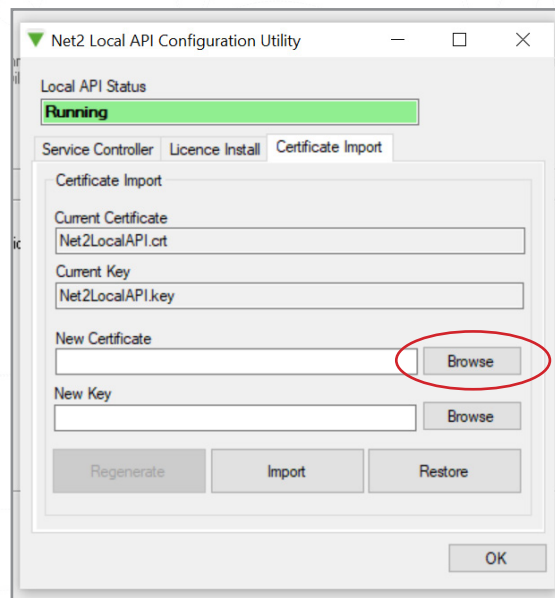 Net2 Local API Configuration Utility
Local API Status
Running
Service Controller Licence Install Certificate Import
Certificate Import
Current Certificate
Net2LocalAPI.crt
Current Key
Net2LocalAPI.key
New Certificate
Browse
New Key
Browse
Regenerate Import Restore
OK